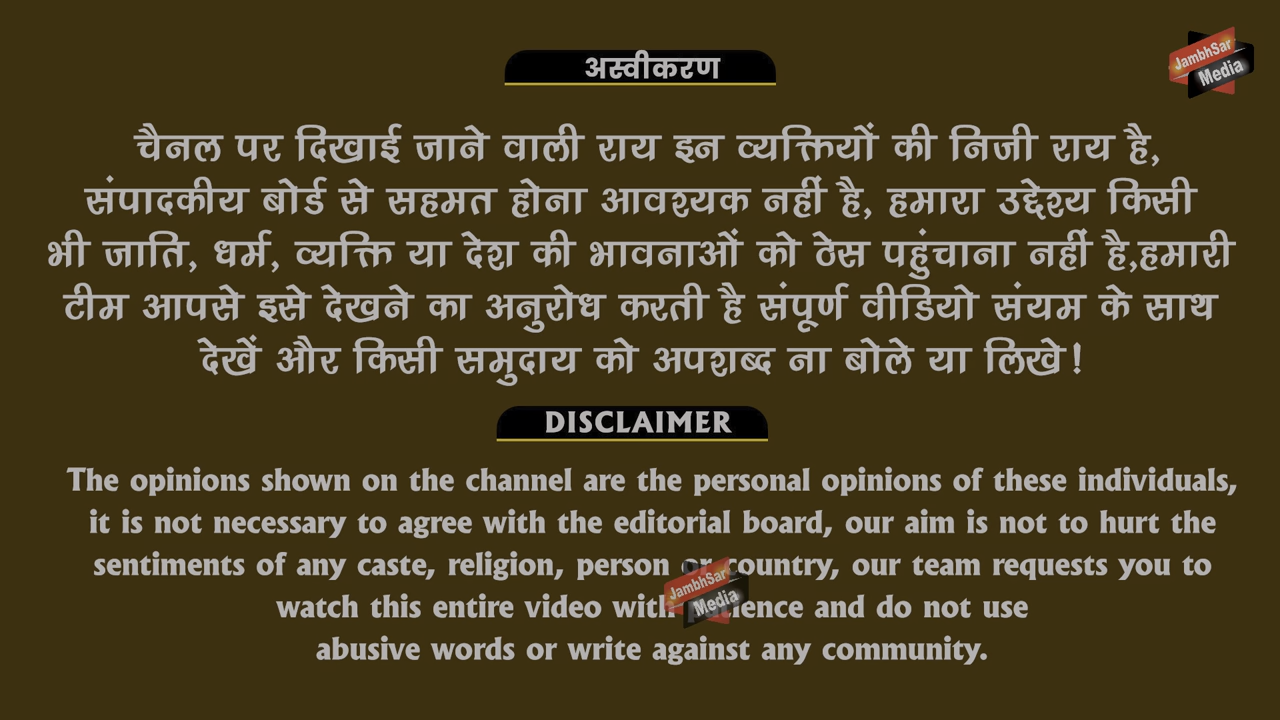 अस्वीकरण
JambhSar
Media
चैनल पर दिखाई जाने वाली राय इन व्यक्तियों की निजी राय है,
संपादकीय बोर्ड से सहमत होना आवश्यक नहीं है, हमारा उद्देश्य किसी
भी जाति, धर्म, व्यक्ति या देश की भावनाओं को ठेस पहुंचाना नहीं है,हमारी
टीम आपसे इसे देखने का अनुरोध करती है संपूर्ण वीडियो संयम के साथ
देखें और किसी समुदाय को अपशब्द ना बोले या लिखे!
DISCLAIMER
The opinions shown on the channel are the personal opinions of these individuals,
it is not necessary to agree with the editorial board, our aim is not to hurt the
sentiments of any caste, religion, person or country, our team requests you to
JambhSar
Media
watch this entire video with patience and do not use
abusive words or write against any community.